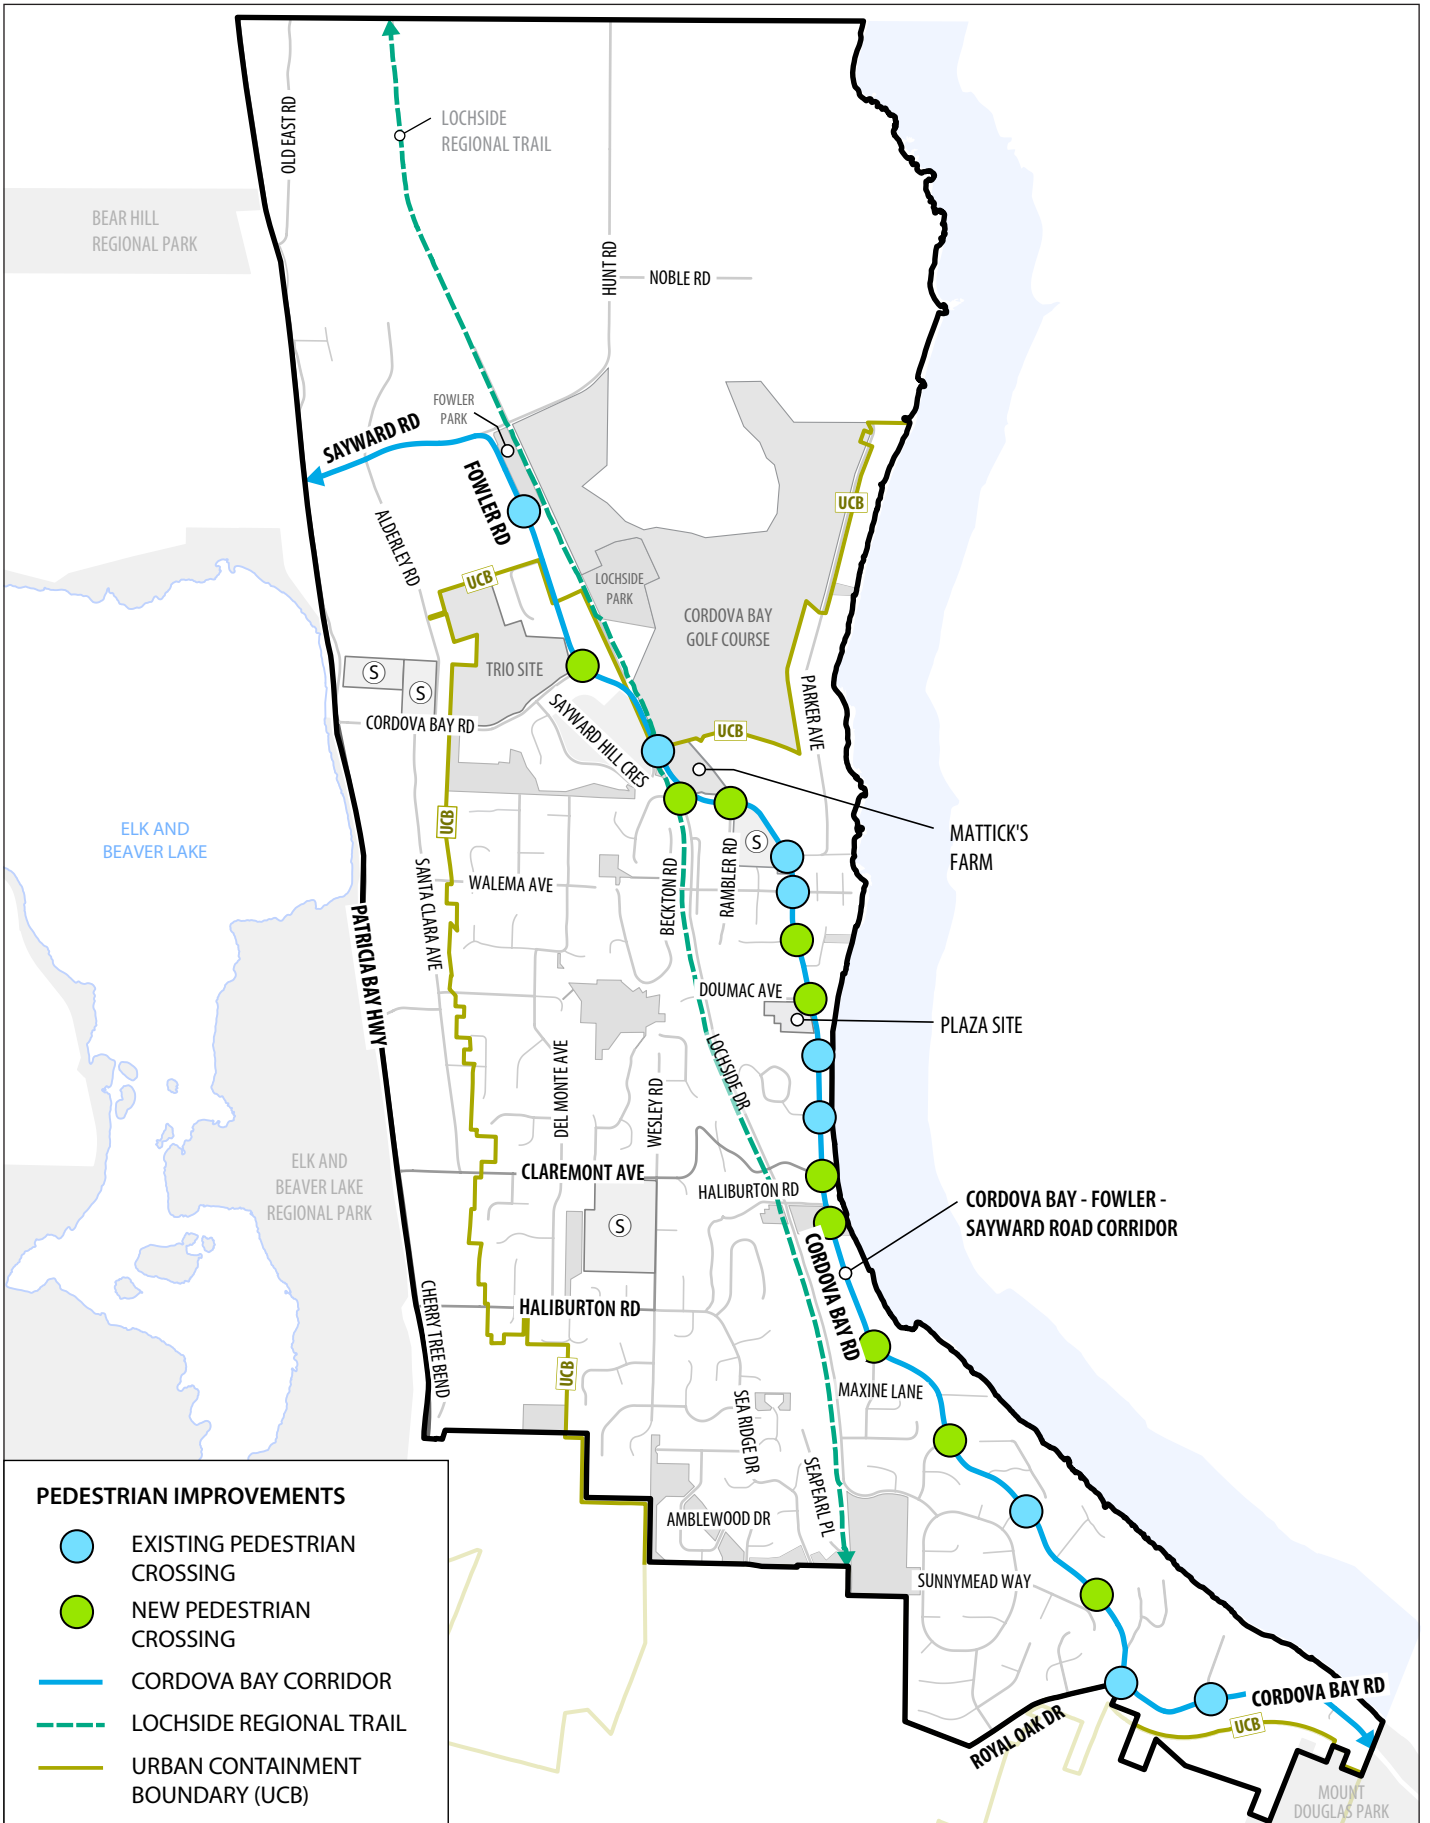 OLD EAST RD
LOCHSIDE
REGIONAL TRAIL
BEAR HILL
REGIONAL PARK
HUNT RD
NOBLE RD
FOWLER
PARK
SAYWARD RD
FOWLER RD
UCB
ALDERLEY RD
UCB
LOCHSIDE
PARK
CORDOVA BAY
GOLF COURSE
TRIO SITE
S
S
CORDOVA BAY RD
SAYWARD HILL CRES
PARKER AVE
UCB
UCB
ELK AND
BEAVER LAKE
MATTICK'S
FARM
S
SANTA CLARA AVE
WALEMA AVE
BECKTON RD
RAMBLER RD
PATRICIA BAY HWY
DOUMAC AVE
PLAZA SITE
LOCHSIDE DR
DEL MONTE AVE
WESLEY RD
CLAREMONT AVE
HALIBURTON RD
ELK AND
BEAVER LAKE
REGIONAL PARK
S
CORDOVA BAY - FOWLER -
SAYWARD ROAD CORRIDOR
CORDOVA BAY RD
CHERRY TREE BEND
HALIBURTON RD
UCB
MAXINE LANE
SEA RIDGE DR
SEAPEARL PL
AMBLEWOOD DR
SUNNYMEAD WAY
ROYAL OAK DR
CORDOVA BAY RD
UCB
MOUNT
DOUGLAS PARK
PEDESTRIAN IMPROVEMENTS
EXISTING PEDESTRIAN
CROSSING
NEW PEDESTRIAN
CROSSING
CORDOVA BAY CORRIDOR
LOCHSIDE REGIONAL TRAIL
URBAN CONTAINMENT
BOUNDARY (UCB)